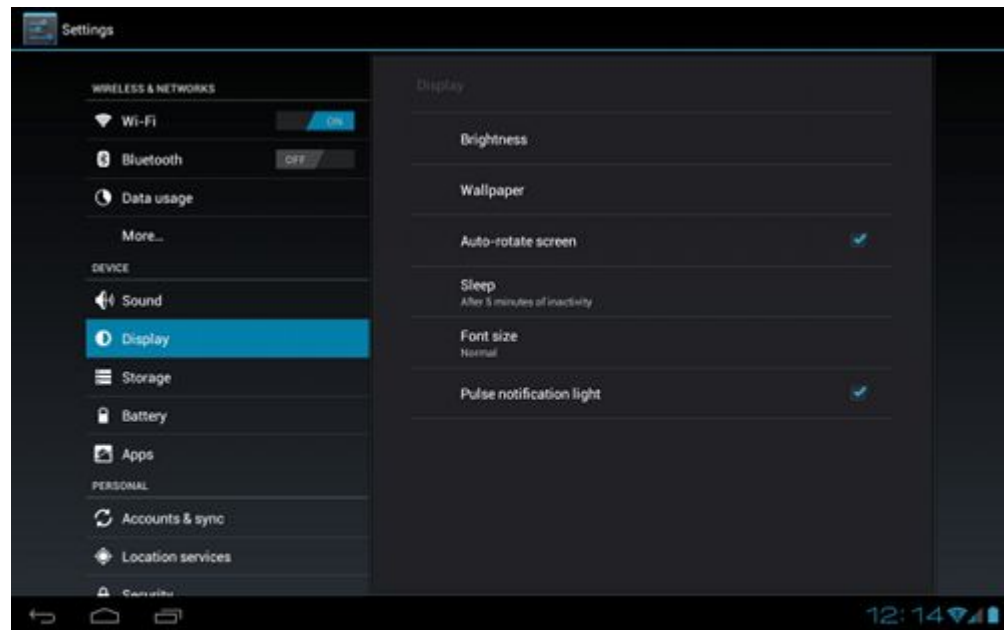 Settings
WIRELESS & NETWORKS
Wi-Fi ON
Bluetooth OFF
Data usage
More...
DEVICE
Sound
Display
Storage
Battery
Apps
PERSONAL
Accounts & sync
Location services
Security
Display
Brightness
Wallpaper
Auto-rotate screen
Sleep
After 5 minutes of inactivity
Font size
Normal
Pulse notification light
12:14